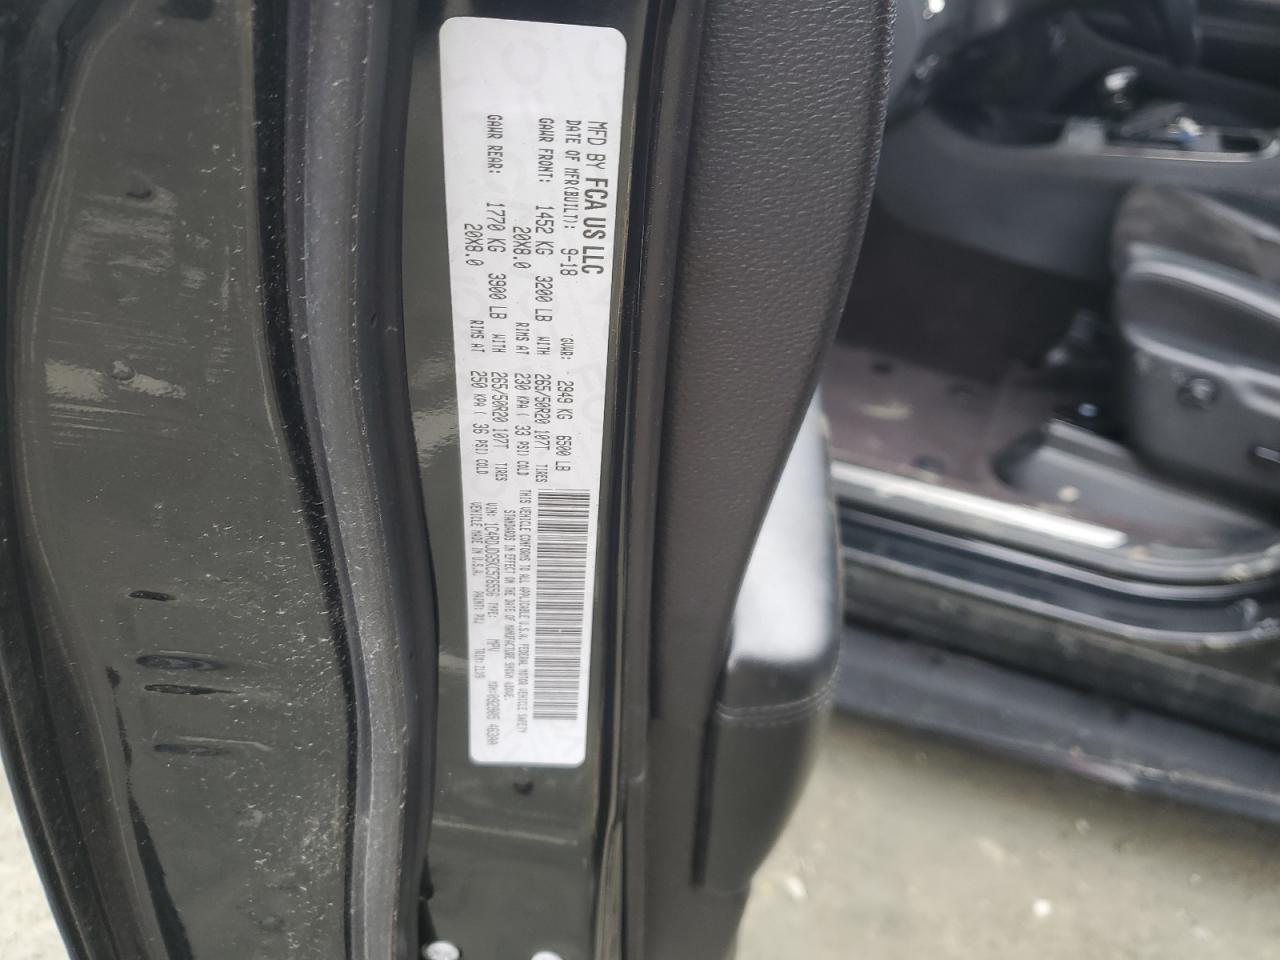 MFD BY FCA US LLC
DATE OF MFR(BUILT): 9-18 GVWR: 2949 KG 6500 LB
GAWR FRONT: 1452 KG 3200 LB WITH 265/50R20 107T TIRES
20X8.0 RIMS AT 230 KPA ( 33 PSI) COLD
GAWR REAR: 1770 KG 3900 LB WITH 265/50R20 107T TIRES
20X8.0 RIMS AT 250 KPA ( 36 PSI) COLD
THIS VEHICLE CONFORMS TO ALL APPLICABLE U.S.A. FEDERAL MOTOR VEHICLE SAFETY
STANDARDS IN EFFECT ON THE DATE OF MANUFACTURE SHOWN ABOVE.
VIN: 1C4RDJDG5KC576556 TYPE: MPV
VEHICLE MADE IN U.S.A. PAINT: TRIM: